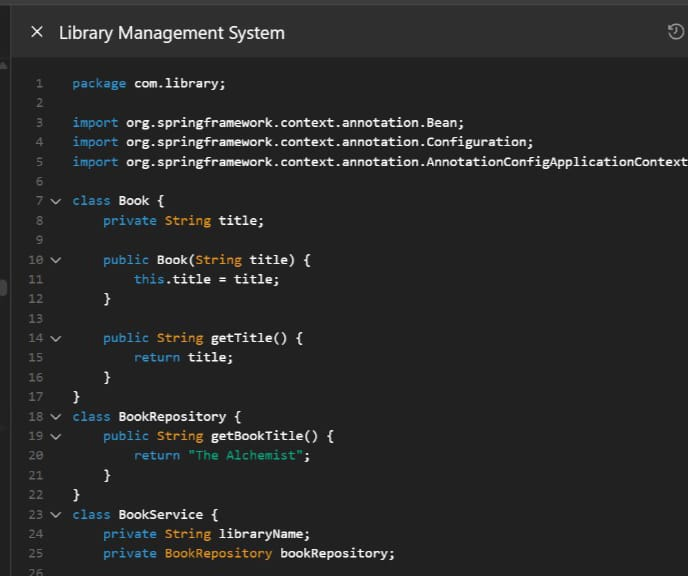 Library Management System
1 package com.library;
2
3 import org.springframework.context.annotation.Bean;
4 import org.springframework.context.annotation.Configuration;
5 import org.springframework.context.annotation.AnnotationConfigApplicationContext
6
7 class Book {
8     private String title;
9
10     public Book(String title) {
11         this.title = title;
12     }
13
14     public String getTitle() {
15         return title;
16     }
17 }
18 class BookRepository {
19     public String getBookTitle() {
20         return "The Alchemist";
21     }
22 }
23 class BookService {
24     private String libraryName;
25     private BookRepository bookRepository;
26